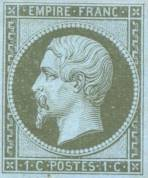 EMPIRE · FRANC ·
1 · C · POSTES · 1 · C ·